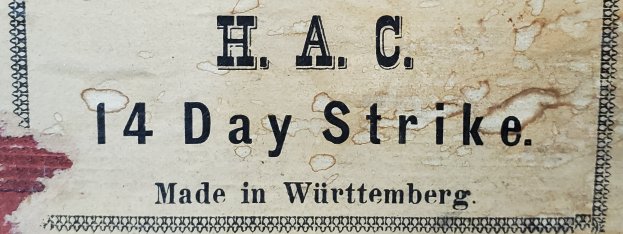 H. A. C.
14 Day Strike.
Made in Württemberg.